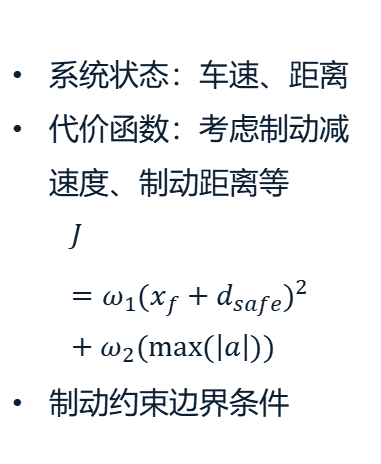 • 系统状态：车速、距离
• 代价函数：考虑制动减
速度、制动距离等
J
= ω₁(x_f + d_safe)²
+ ω₂(max(|a|))
• 制动约束边界条件